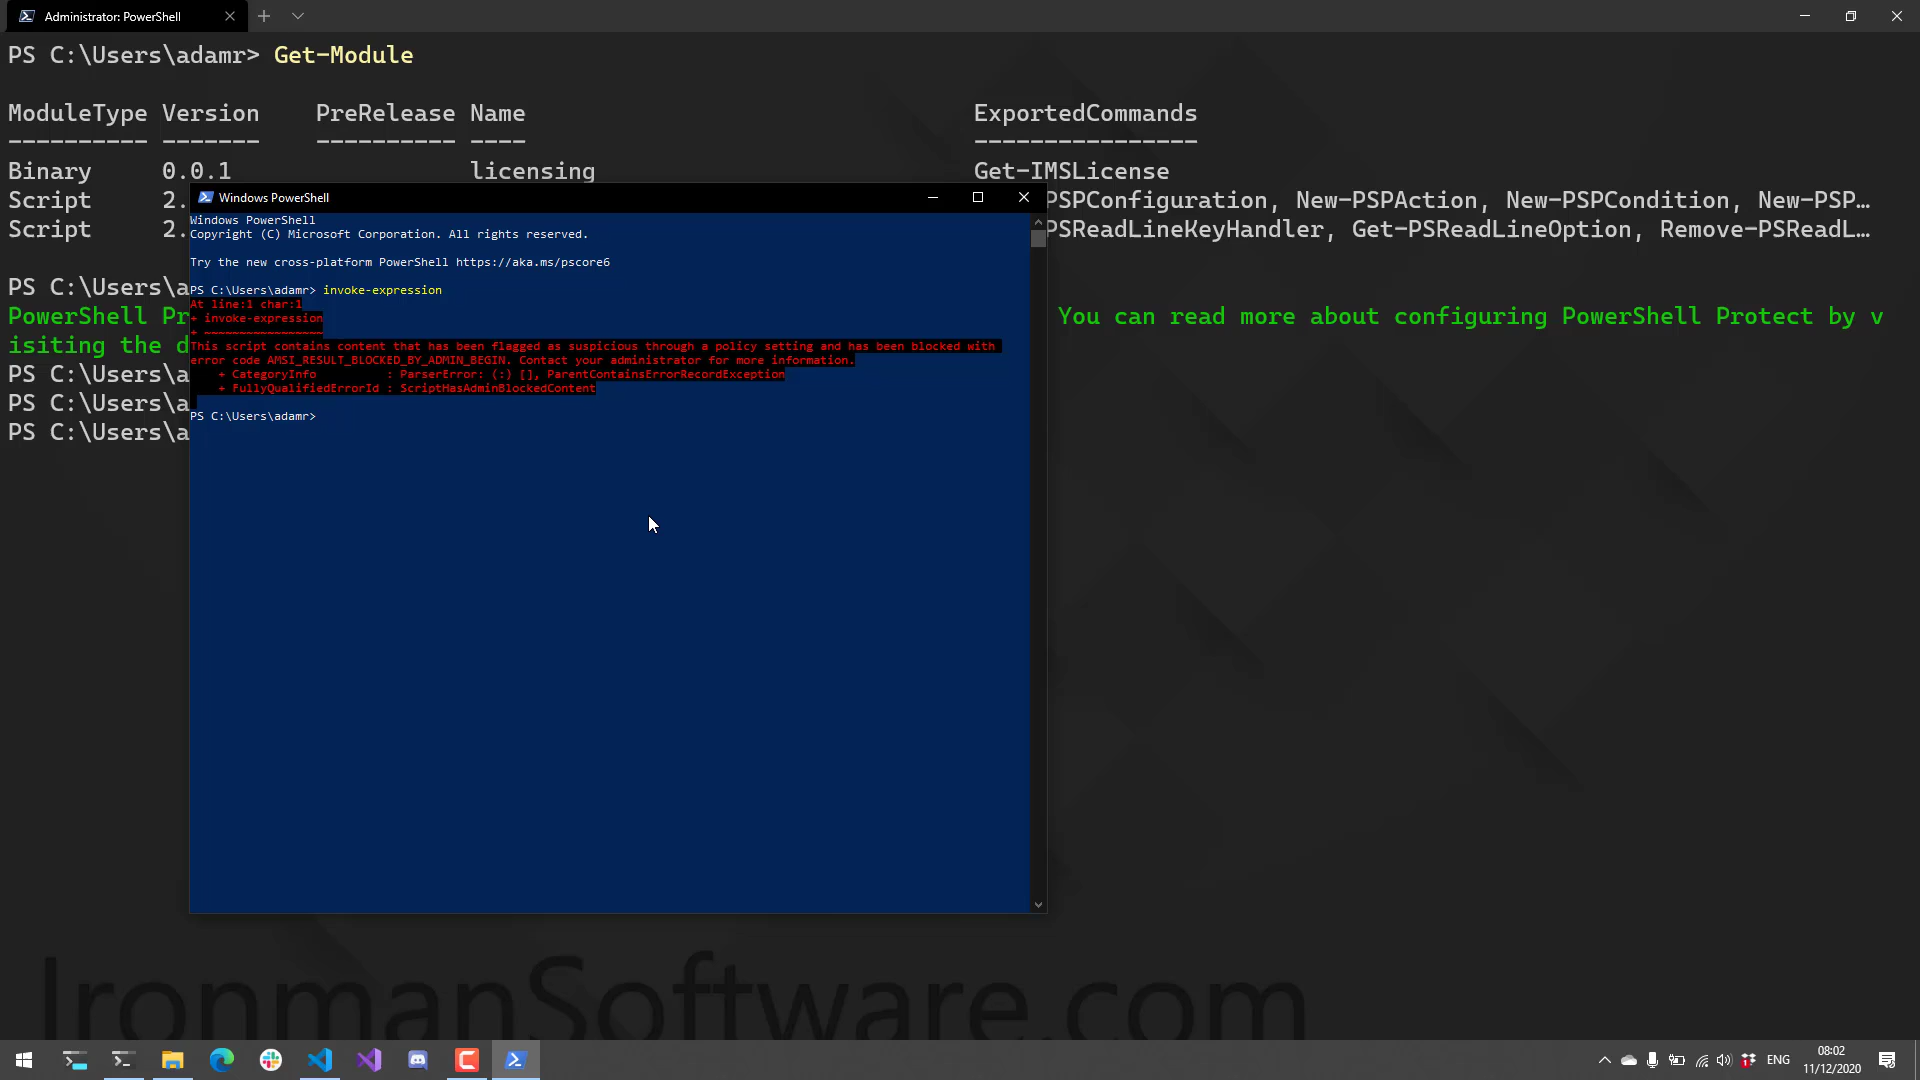 Administrator: PowerShell
PS C:\Users\adamr> Get-Module
ModuleType Version    PreRelease Name                                ExportedCommands
---------- -------    ---------- ----                                ----------------
Binary     0.0.1                 licensing                           Get-IMSLicense
Script     2. PSPConfiguration, New-PSPAction, New-PSPCondition, New-PSP…
Script     2. PSReadLineKeyHandler, Get-PSReadLineOption, Remove-PSReadL…
PS C:\Users\a
PowerShell Pr You can read more about configuring PowerShell Protect by v
isiting the d
PS C:\Users\a
PS C:\Users\a
PS C:\Users\a
Windows PowerShell
Windows PowerShell
Copyright (C) Microsoft Corporation. All rights reserved.
Try the new cross-platform PowerShell https://aka.ms/pscore6
PS C:\Users\adamr> invoke-expression
At line:1 char:1
+ invoke-expression
+ ~~~~~~~~~~~~~~~~~
This script contains content that has been flagged as suspicious through a policy setting and has been blocked with
error code AMSI_RESULT_BLOCKED_BY_ADMIN_BEGIN. Contact your administrator for more information.
    + CategoryInfo          : ParserError: (:) [], ParentContainsErrorRecordException
    + FullyQualifiedErrorId : ScriptHasAdminBlockedContent
PS C:\Users\adamr>
IronmanSoftware.com
ENG
08:02
11/12/2020